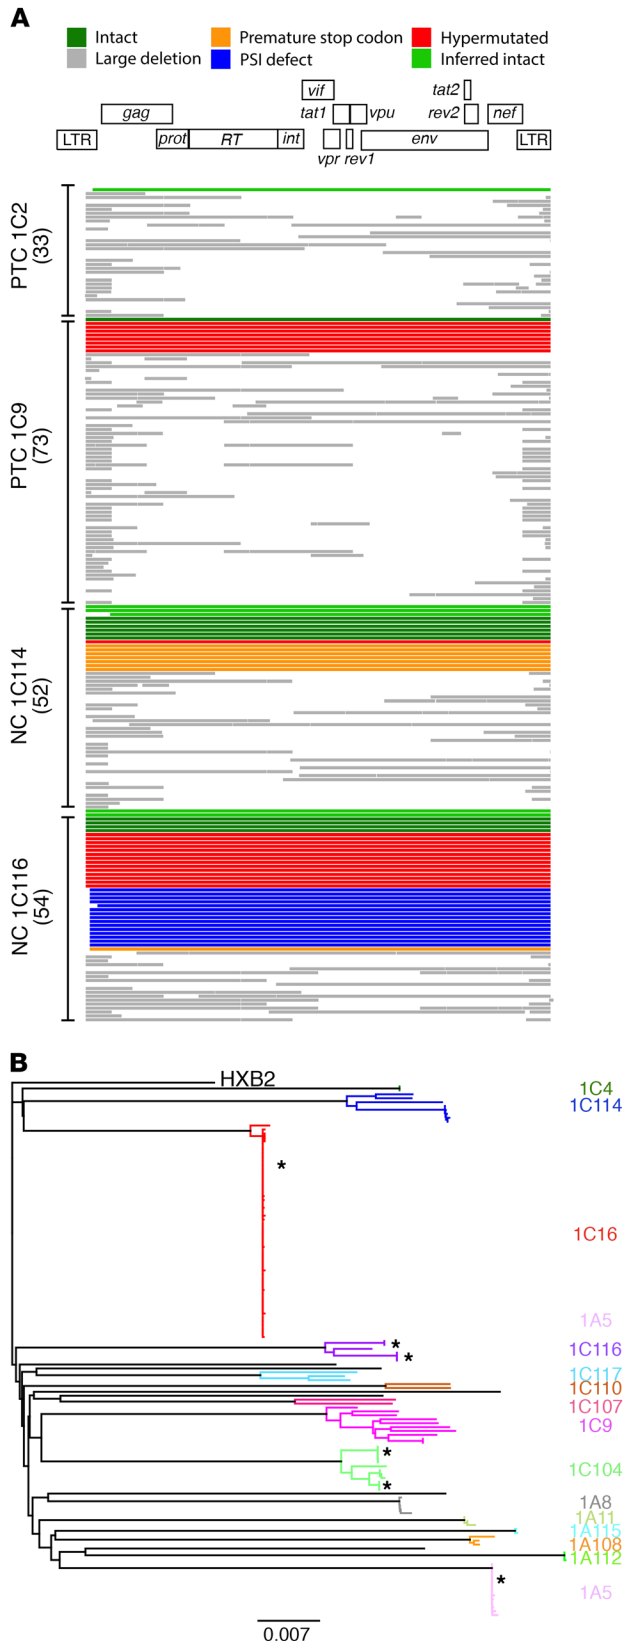 A
Intact
Premature stop codon
Hypermutated
Large deletion
PSI defect
Inferred intact
vif
tat2
gag
tat1
vpu
rev2
nef
LTR
prot
RT
int
env
LTR
vpr
rev1
PTC 1C2
(33)
PTC 1C9
(73)
NC 1C114
(52)
NC 1C116
(54)
B
HXB2
1C4
1C114
*
1C16
1A5
*
1C116
*
1C117
1C110
1C107
1C9
*
1C104
*
1A8
1A11
1A115
1A108
1A112
*
1A5
0.007